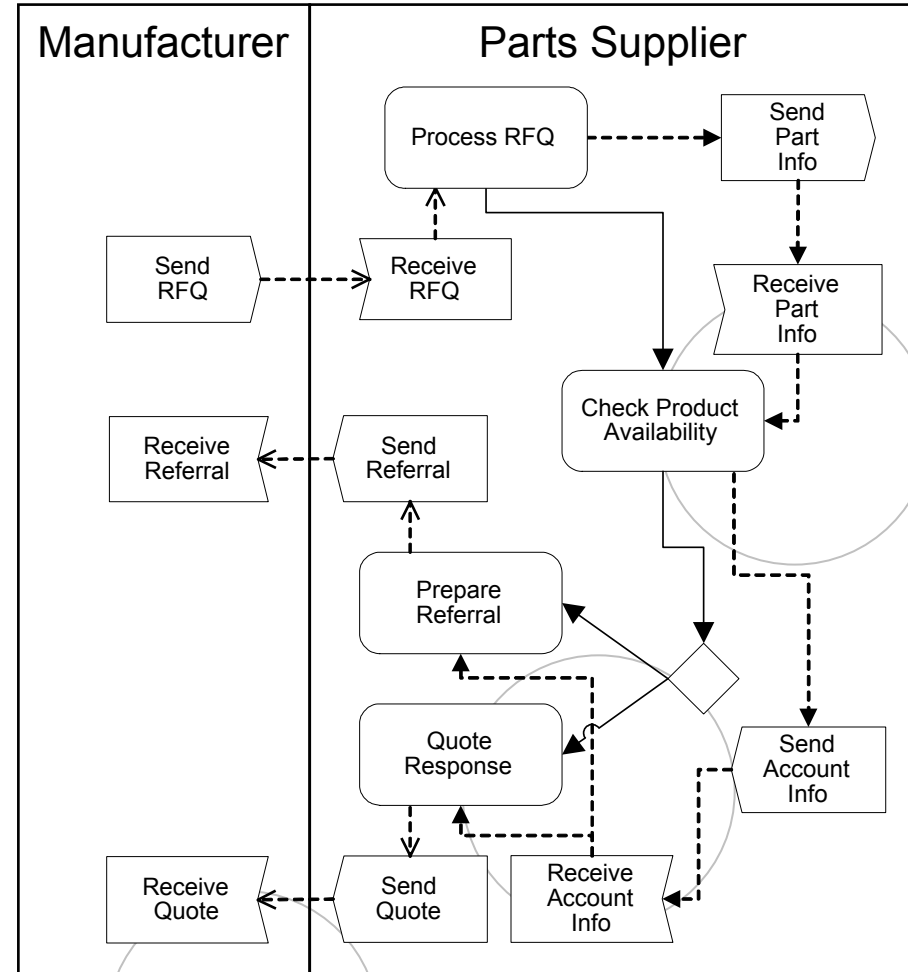 Manufacturer
Parts Supplier
Process RFQ
Send
Part
Info
Send
RFQ
Receive
RFQ
Receive
Part
Info
Check Product
Availability
Receive
Referral
Send
Referral
Prepare
Referral
Quote
Response
Send
Account
Info
Receive
Quote
Send
Quote
Receive
Account
Info